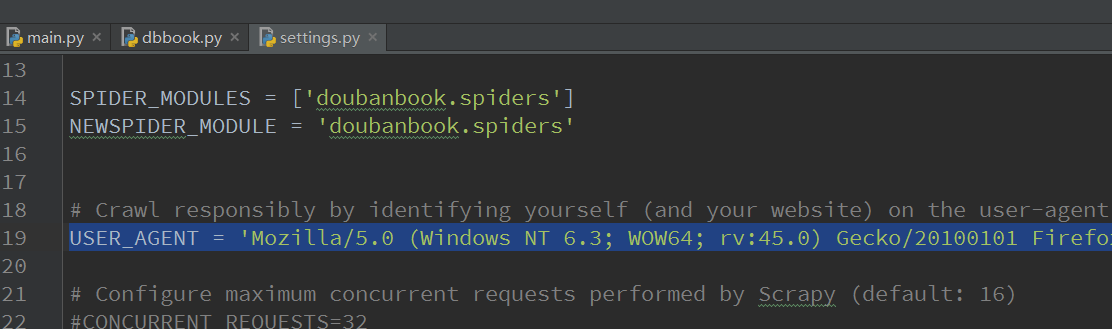 main.py × dbbook.py × settings.py ×
13
14 SPIDER_MODULES = ['doubanbook.spiders']
15 NEWSPIDER_MODULE = 'doubanbook.spiders'
16
17
18 # Crawl responsibly by identifying yourself (and your website) on the user-agent
19 USER_AGENT = 'Mozilla/5.0 (Windows NT 6.3; WOW64; rv:45.0) Gecko/20100101 Firefo
20
21 # Configure maximum concurrent requests performed by Scrapy (default: 16)
22 #CONCURRENT_REQUESTS=32